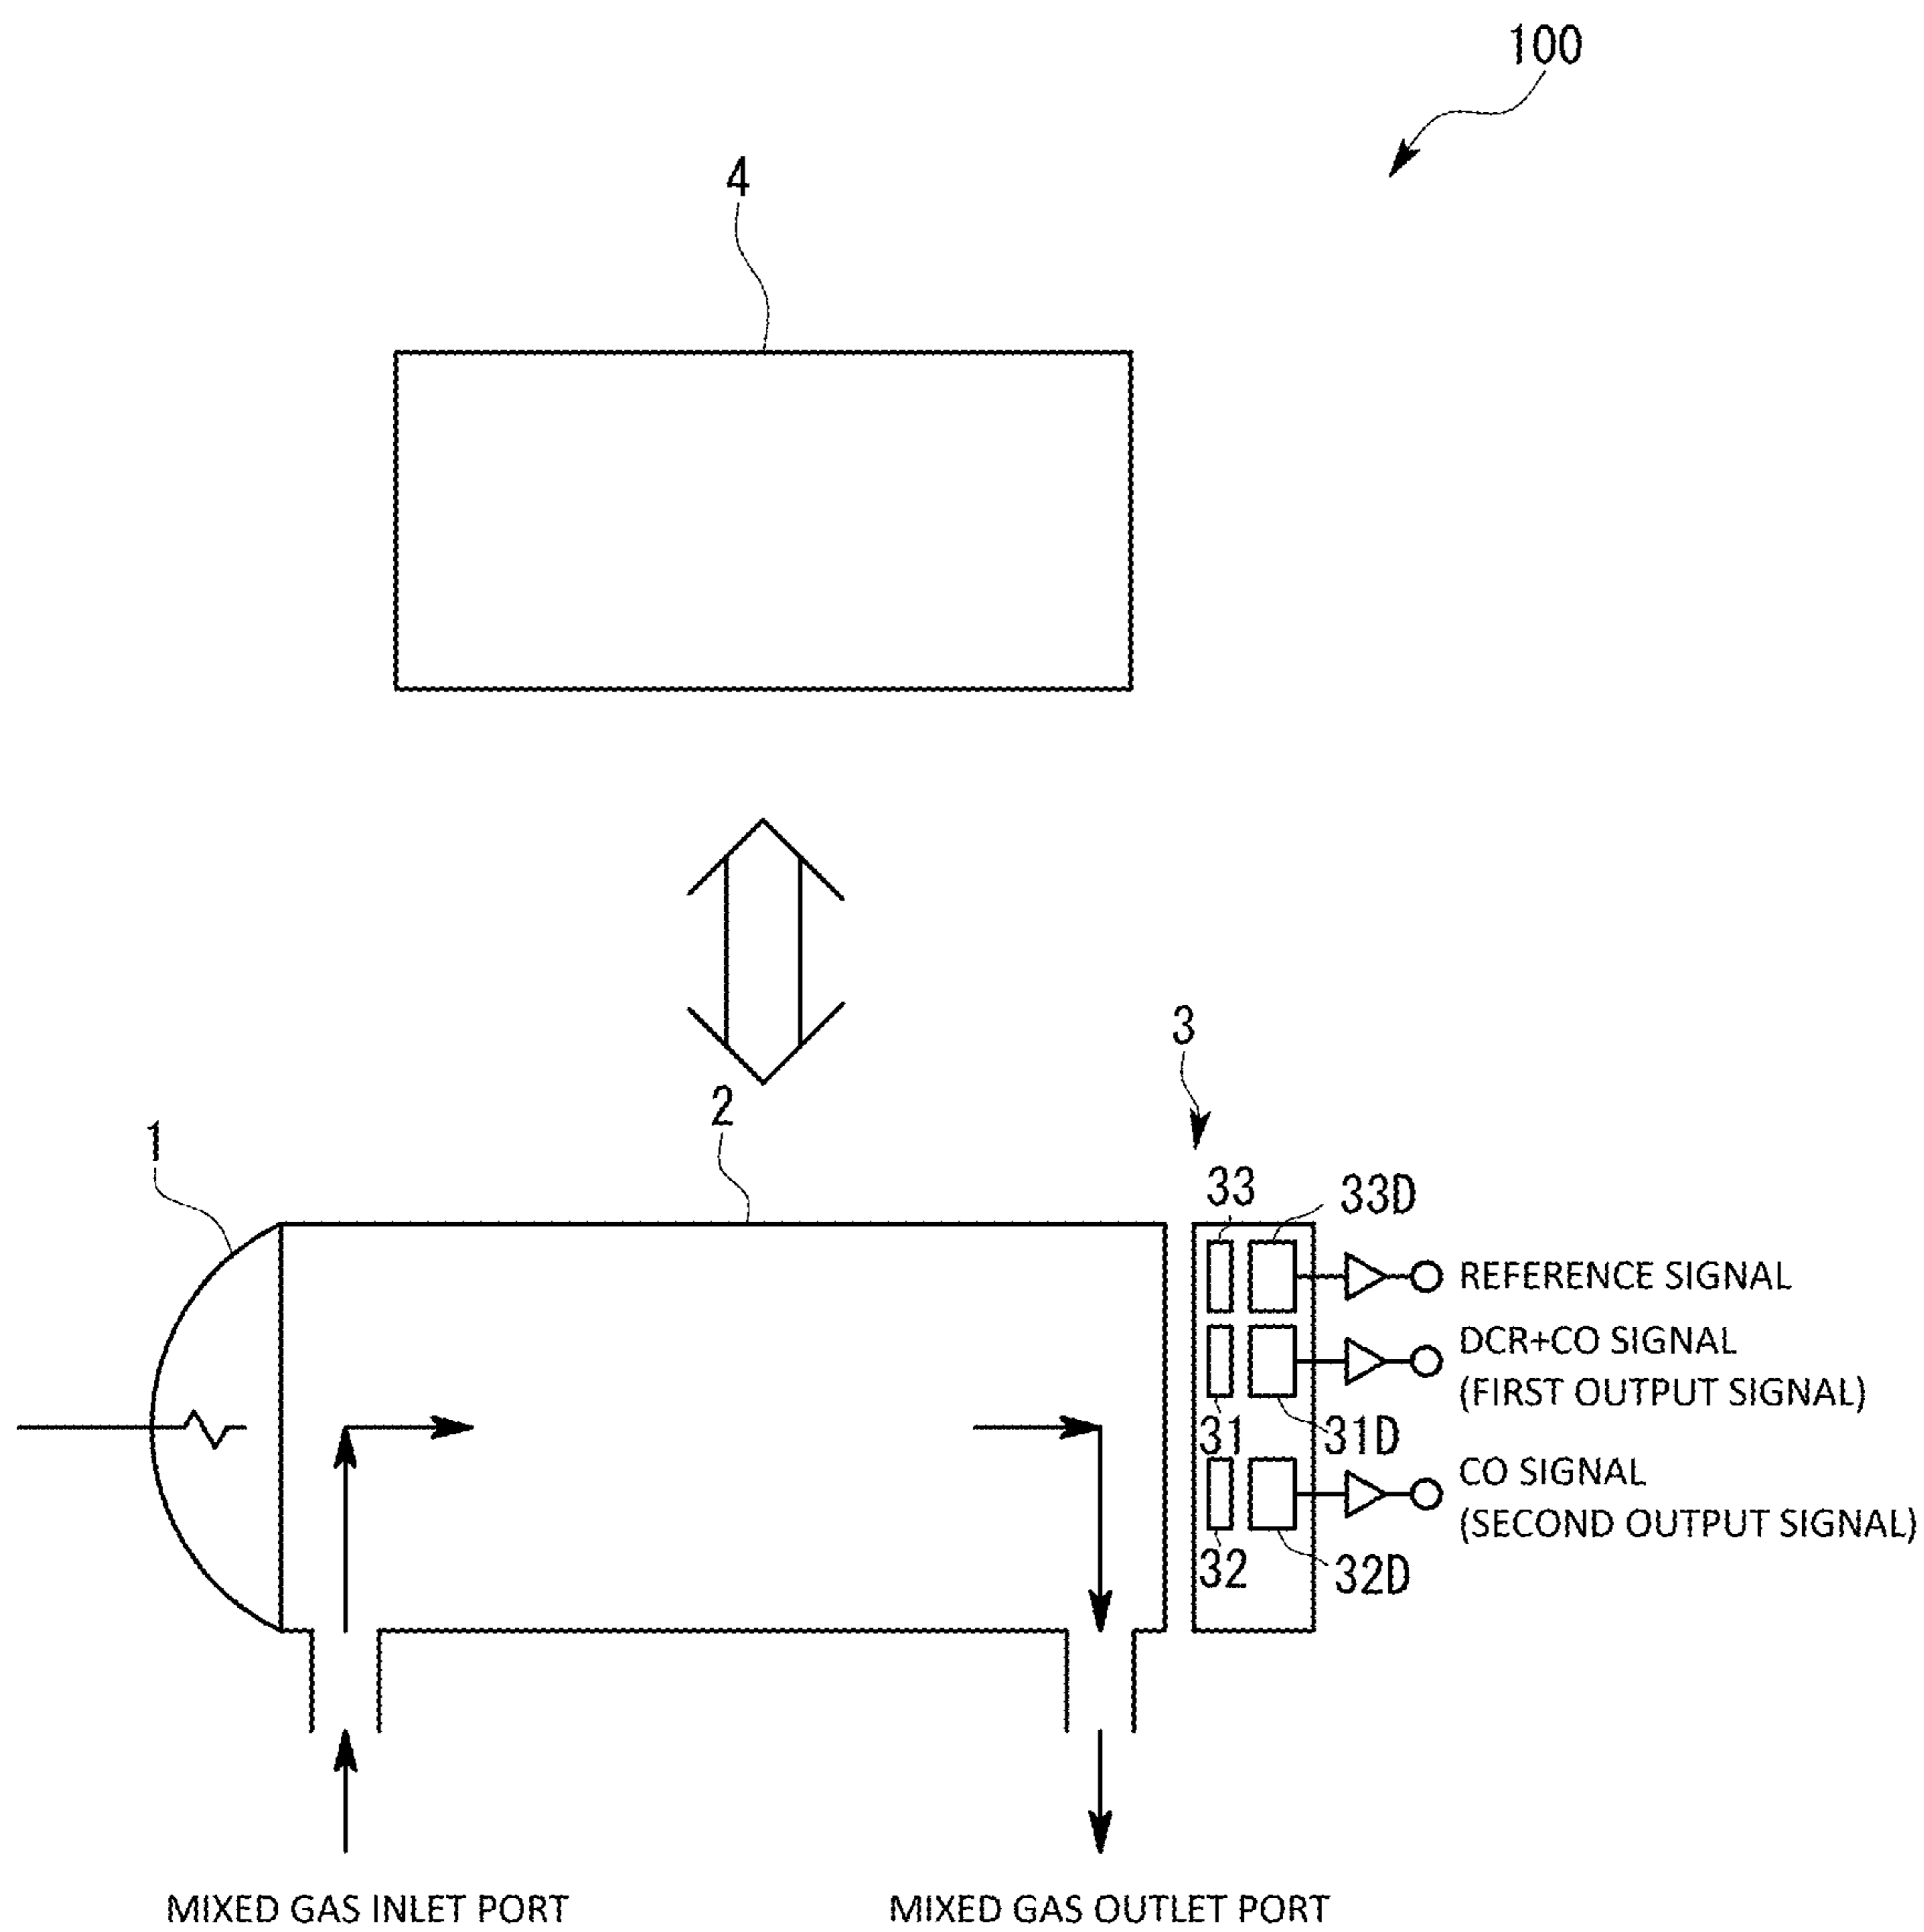 100
4
3
2
1
33
33D
REFERENCE SIGNAL
DCR+CO SIGNAL
(FIRST OUTPUT SIGNAL)
31
31D
CO SIGNAL
(SECOND OUTPUT SIGNAL)
32
32D
MIXED GAS INLET PORT
MIXED GAS OUTLET PORT